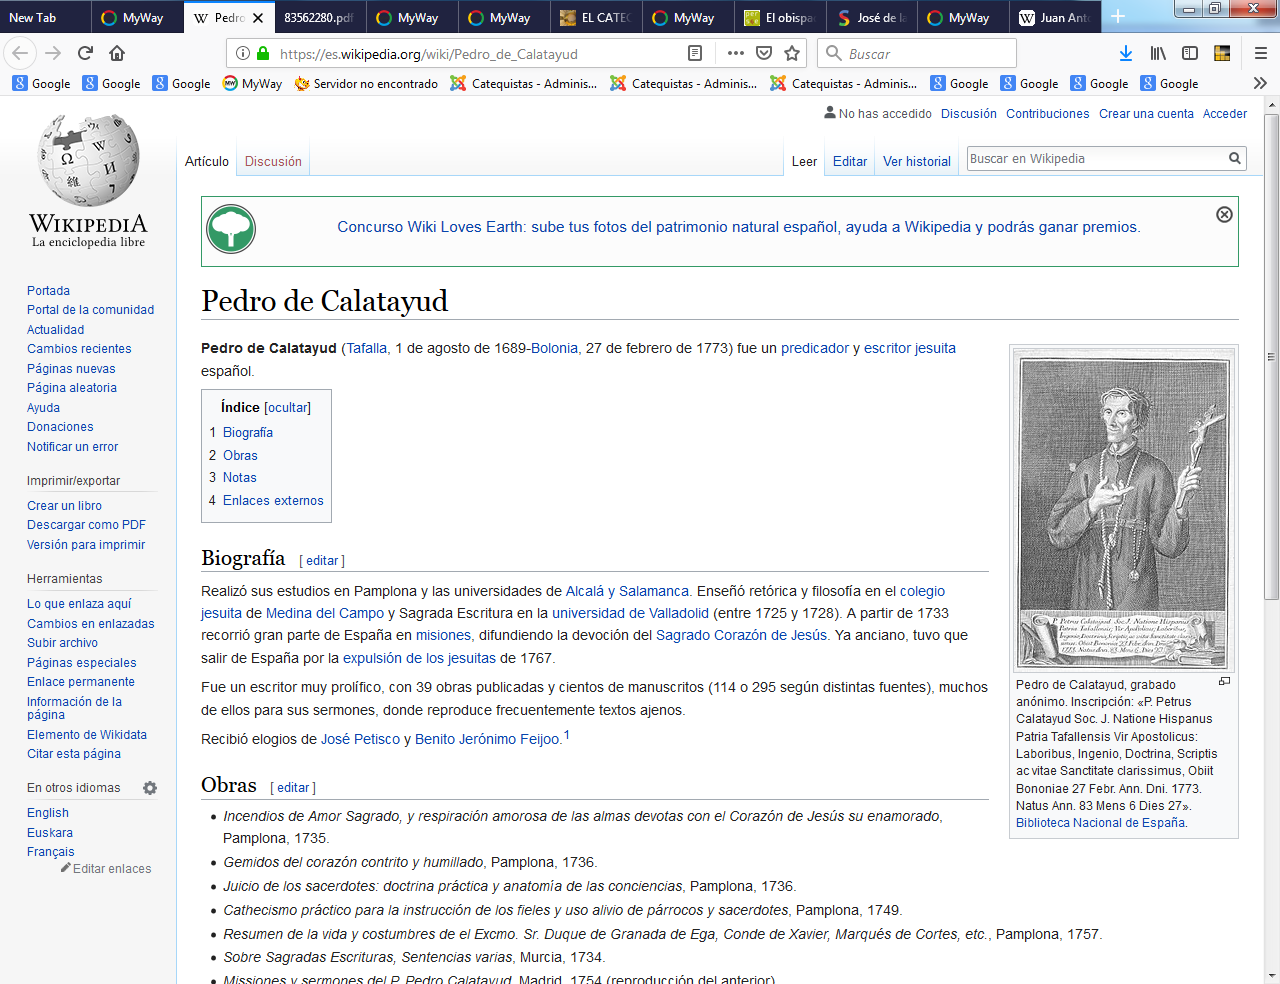 New Tab
MyWay
Pedro
83562280.pdf
MyWay
MyWay
EL CATEC
MyWay
El obispa
José de la
MyWay
Juan Anto
https://es.wikipedia.org/wiki/Pedro_de_Calatayud
Buscar
Google
Google
Google
MyWay
Servidor no encontrado
Catequistas - Adminis...
Catequistas - Adminis...
Catequistas - Adminis...
Google
Google
Google
Google
No has accedido
Discusión
Contribuciones
Crear una cuenta
Acceder
WIKIPEDIA
La enciclopedia libre
Artículo
Discusión
Leer
Editar
Ver historial
Buscar en Wikipedia
Concurso Wiki Loves Earth: sube tus fotos del patrimonio natural español, ayuda a Wikipedia y podrás ganar premios.
Portada
Portal de la comunidad
Actualidad
Cambios recientes
Páginas nuevas
Página aleatoria
Ayuda
Donaciones
Notificar un error
Imprimir/exportar
Crear un libro
Descargar como PDF
Versión para imprimir
Herramientas
Lo que enlaza aquí
Cambios en enlazadas
Subir archivo
Páginas especiales
Enlace permanente
Información de la
página
Elemento de Wikidata
Citar esta página
En otros idiomas
English
Euskara
Français
Editar enlaces
Pedro de Calatayud
Pedro de Calatayud (Tafalla, 1 de agosto de 1689-Bolonia, 27 de febrero de 1773) fue un predicador y escritor jesuita
español.
Índice [ocultar]
1 Biografía
2 Obras
3 Notas
4 Enlaces externos
Biografía [ editar ]
Realizó sus estudios en Pamplona y las universidades de Alcalá y Salamanca. Enseñó retórica y filosofía en el colegio
jesuita de Medina del Campo y Sagrada Escritura en la universidad de Valladolid (entre 1725 y 1728). A partir de 1733
recorrió gran parte de España en misiones, difundiendo la devoción del Sagrado Corazón de Jesús. Ya anciano, tuvo que
salir de España por la expulsión de los jesuitas de 1767.
Fue un escritor muy prolífico, con 39 obras publicadas y cientos de manuscritos (114 o 295 según distintas fuentes), muchos
de ellos para sus sermones, donde reproduce frecuentemente textos ajenos.
Recibió elogios de José Petisco y Benito Jerónimo Feijoo.1
Obras [ editar ]
Incendios de Amor Sagrado, y respiración amorosa de las almas devotas con el Corazón de Jesús su enamorado,
Pamplona, 1735.
Gemidos del corazón contrito y humillado, Pamplona, 1736.
Juicio de los sacerdotes: doctrina práctica y anatomía de las conciencias, Pamplona, 1736.
Cathecismo práctico para la instrucción de los fieles y uso alivio de párrocos y sacerdotes, Pamplona, 1749.
Resumen de la vida y costumbres de el Excmo. Sr. Duque de Granada de Ega, Conde de Xavier, Marqués de Cortes, etc., Pamplona, 1757.
Sobre Sagradas Escrituras, Sentencias varias, Murcia, 1734.
Missiones y sermones del P. Pedro Calatayud, Madrid, 1754 (reproducción del anterior)
P. Petrus Calatayud Soc. J. Natione Hispanus
Pedro de Calatayud, grabado
anónimo. Inscripción: «P. Petrus
Calatayud Soc. J. Natione Hispanus
Patria Tafallensis Vir Apostolicus:
Laboribus, Ingenio, Doctrina, Scriptis
ac vitae Sanctitate clarissimus, Obiit
Bononiae 27 Febr. Ann. Dni. 1773.
Natus Ann. 83 Mens 6 Dies 27».
Biblioteca Nacional de España.